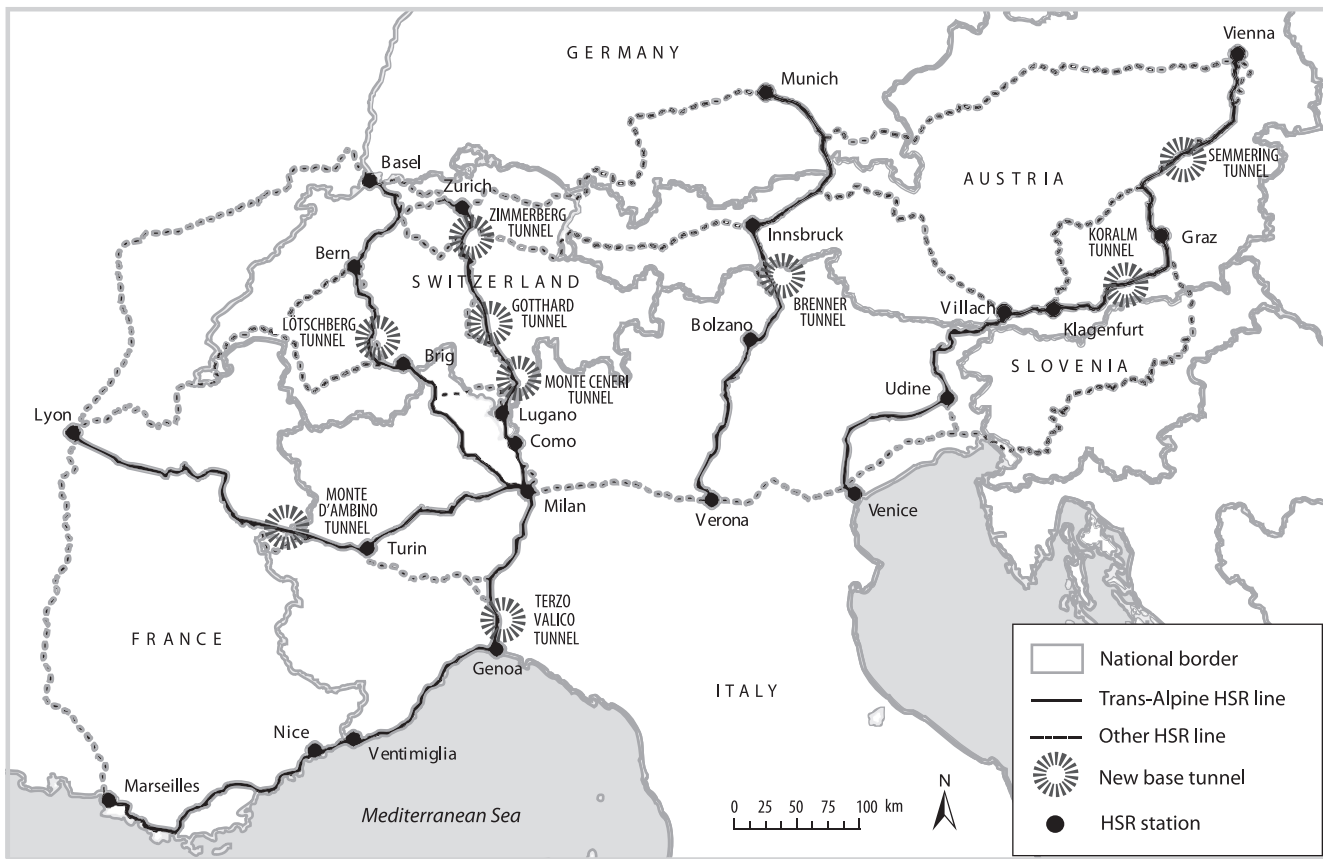 GERMANY
Vienna
Munich
Basel
Zurich
ZIMMERBERG
TUNNEL
AUSTRIA
SEMMERING
TUNNEL
Innsbruck
KORALM
TUNNEL
Graz
Bern
SWITZERLAND
GOTTHARD
TUNNEL
BRENNER
TUNNEL
Villach
Klagenfurt
LÖTSCHBERG
TUNNEL
Brig
Bolzano
MONTE CENERI
TUNNEL
SLOVENIA
Udine
Lyon
Lugano
Como
MONTE
D'AMBINO
TUNNEL
Milan
Verona
Venice
Turin
TERZO
VALICO
TUNNEL
FRANCE
Genoa
ITALY
Nice
Ventimiglia
Marseilles
Mediterranean Sea
N
0 25 50 75 100 km
National border
Trans-Alpine HSR line
Other HSR line
New base tunnel
HSR station